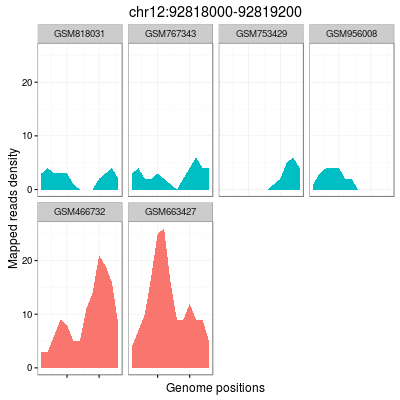 chr12:92818000-92819200
GSM818031 GSM767343 GSM753429 GSM956008
20
10
0
Mapped reads density
GSM466732 GSM663427
20
10
0
Genome positions